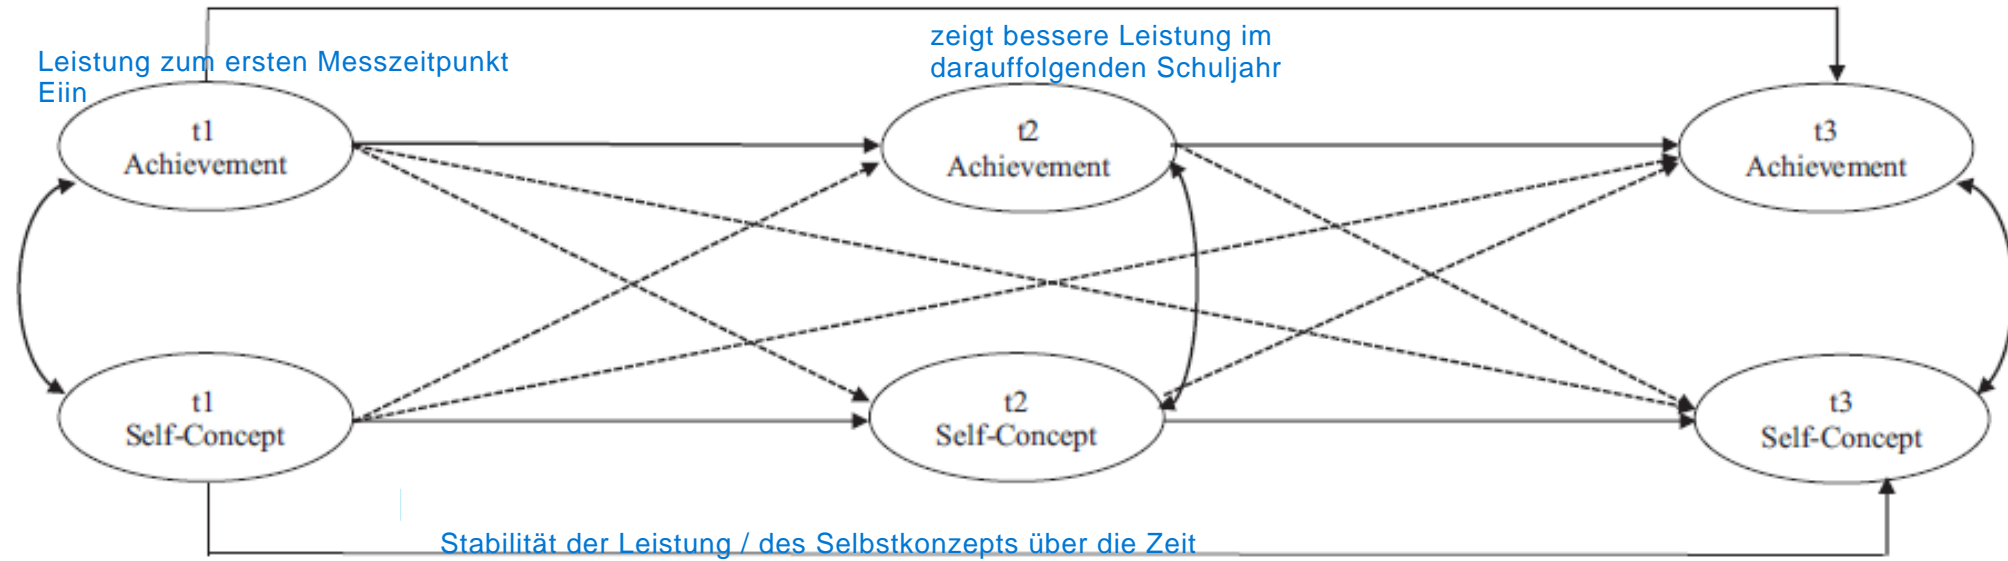 Leistung zum ersten Messzeitpunkt
Eiin
zeigt bessere Leistung im
darauffolgenden Schuljahr
t1
Achievement
t2
Achievement
t3
Achievement
t1
Self-Concept
t2
Self-Concept
t3
Self-Concept
Stabilität der Leistung / des Selbstkonzepts über die Zeit